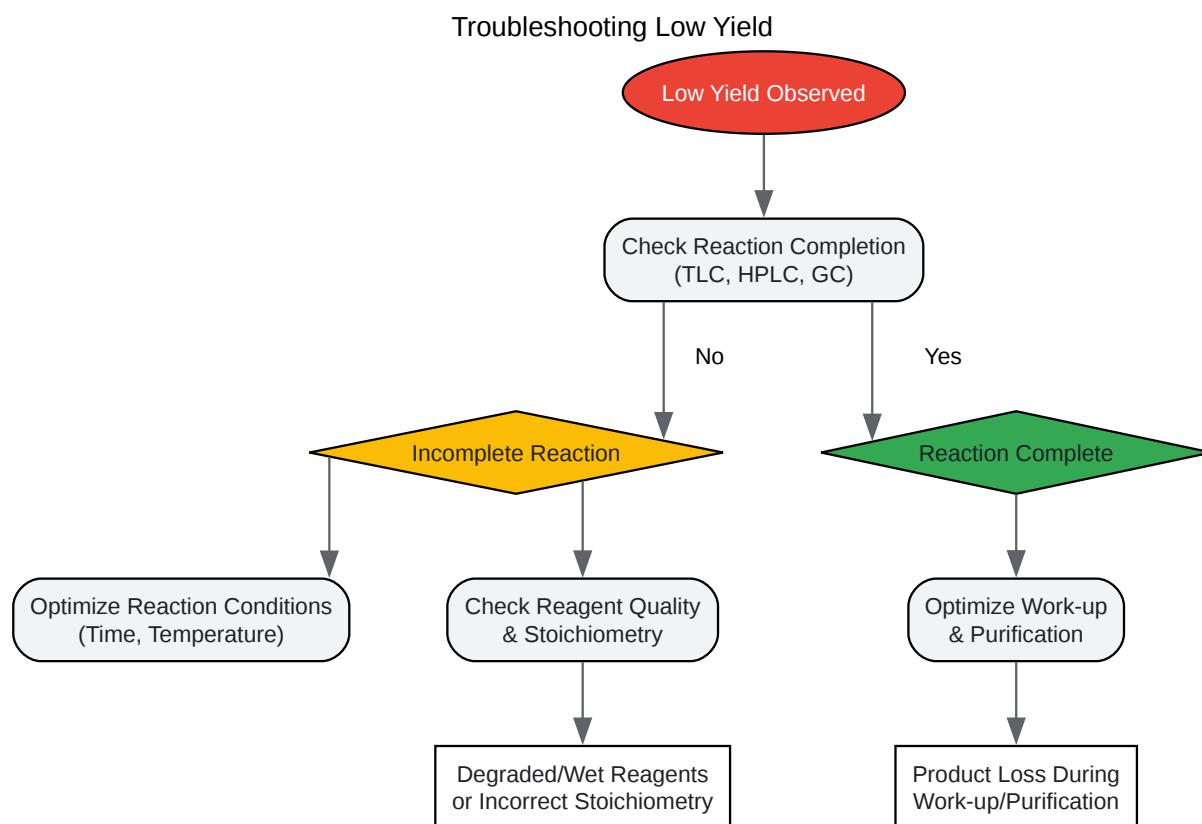 Troubleshooting Low Yield
Low Yield Observed
Check Reaction Completion
(TLC, HPLC, GC)
No
Yes
Incomplete Reaction
Reaction Complete
Optimize Reaction Conditions
(Time, Temperature)
Check Reagent Quality
& Stoichiometry
Optimize Work-up
& Purification
Degraded/Wet Reagents
or Incorrect Stoichiometry
Product Loss During
Work-up/Purification